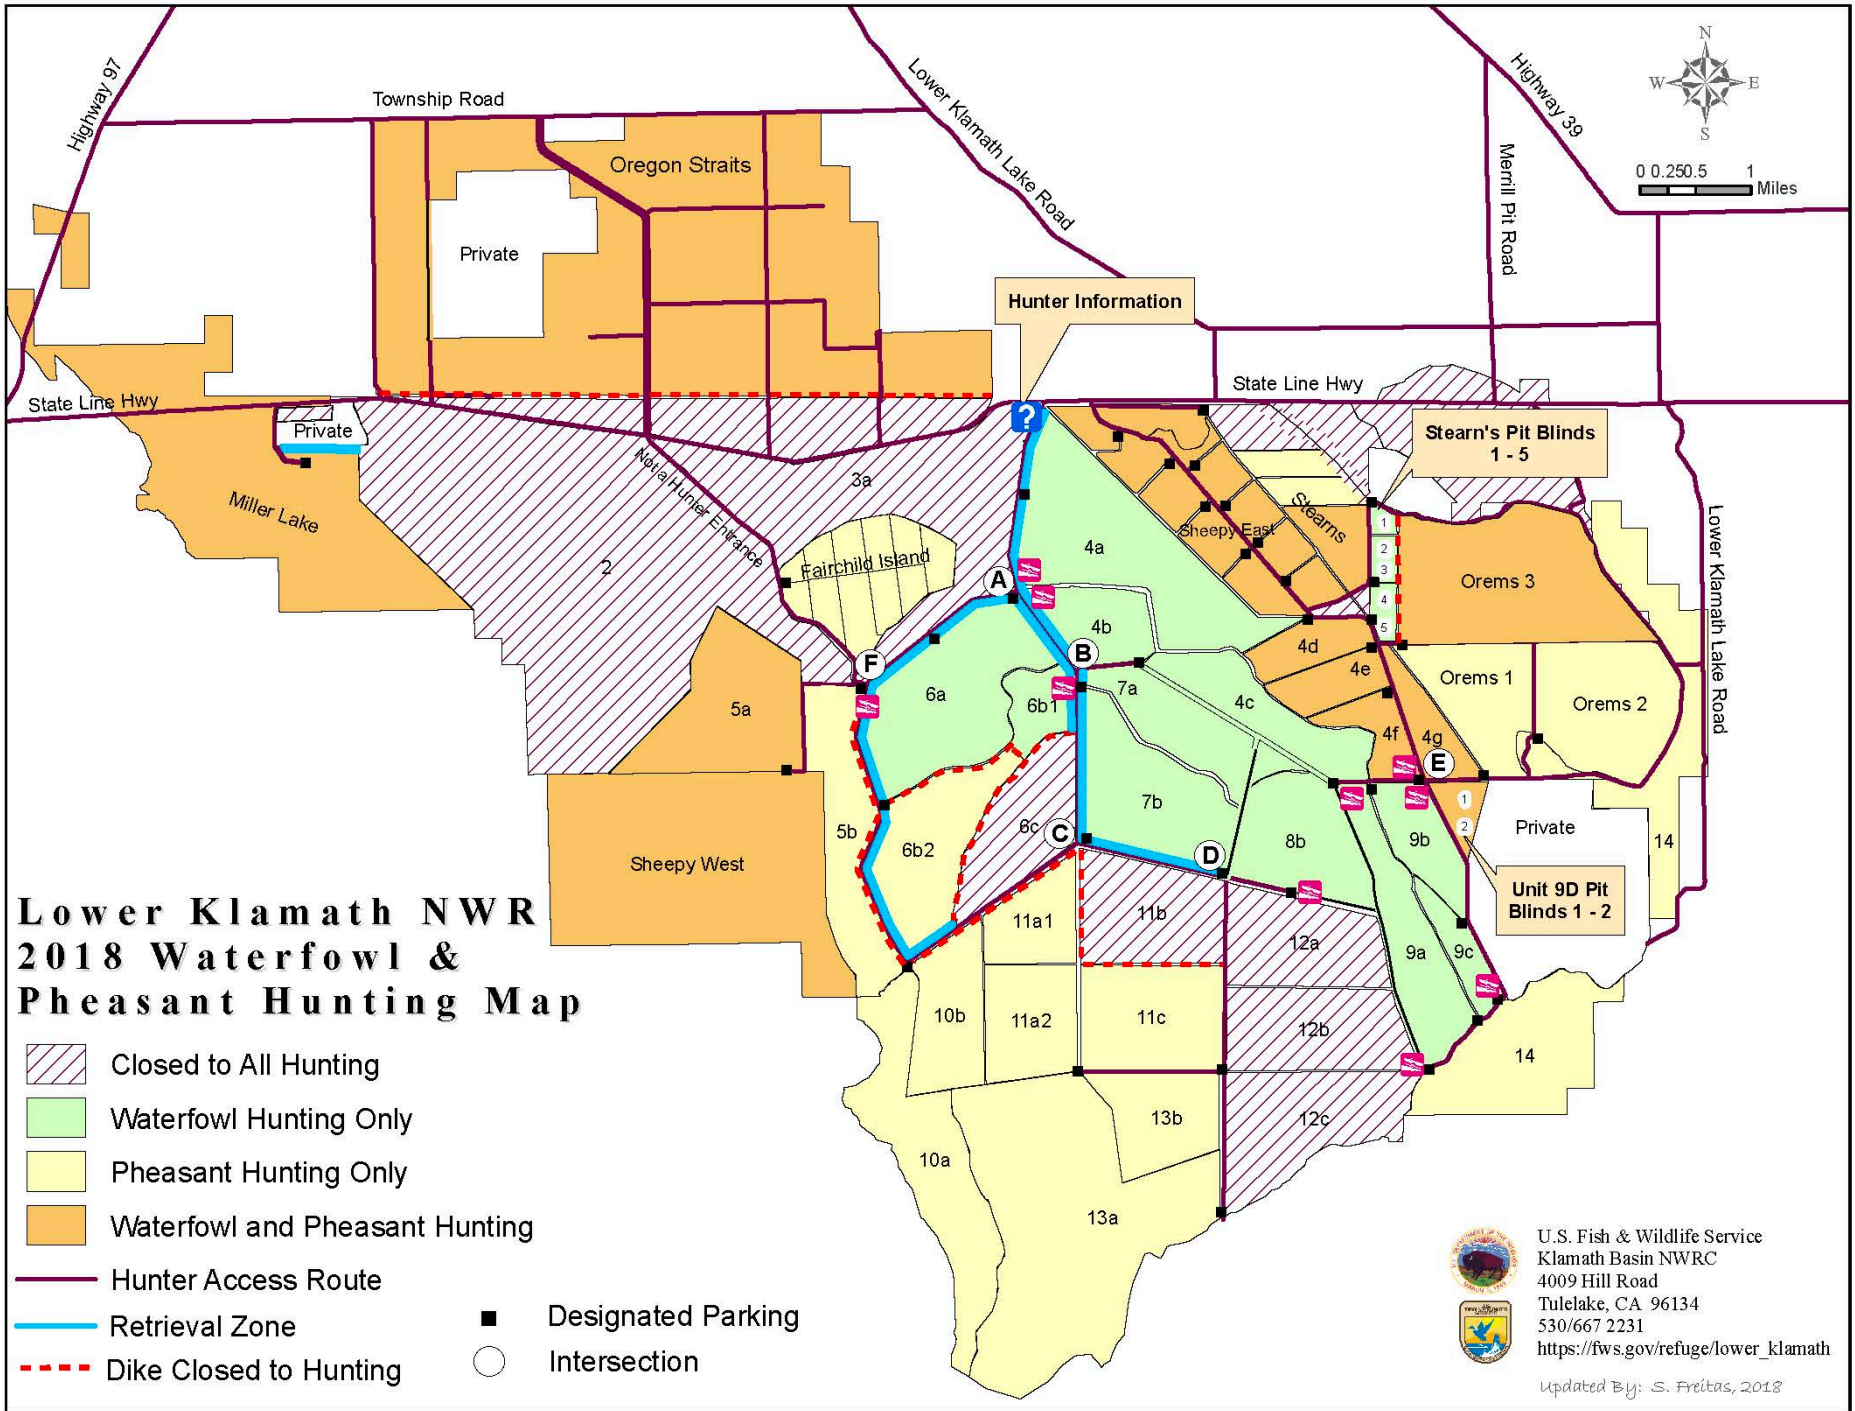 Highway 97
Township Road
Lower Klamath Lake Road
Highway 39
N
W
E
S
0 0.25 0.5 1
Miles
Merrill Pit Road
Oregon Straits
Private
Hunter Information
State Line Hwy
State Line Hwy
?
Private
Stearn's Pit Blinds
1 - 5
Not a Hunter Entrance
3a
Miller Lake
Stearns
Sheepy East
1
2
3
4
5
4a
2
Fairchild Island
A
Orems 3
Lower Klamath Lake Road
4b
B
4d
4e
F
6a
7a
6b1
4c
Orems 1
Orems 2
5a
4f
4g
E
7b
1
2
Private
5b
6b2
6c
C
D
8b
9b
14
Sheepy West
Unit 9D Pit
Blinds 1 - 2
11a1
11b
12a
9a
9c
10b
11a2
11c
12b
14
13b
12c
10a
13a
Lower Klamath NWR
2018 Waterfowl &
Pheasant Hunting Map
Closed to All Hunting
Waterfowl Hunting Only
Pheasant Hunting Only
Waterfowl and Pheasant Hunting
Hunter Access Route
Retrieval Zone
Dike Closed to Hunting
Designated Parking
Intersection
U.S. Fish & Wildlife Service
Klamath Basin NWRC
4009 Hill Road
Tulelake, CA 96134
530/667 2231
https://fws.gov/refuge/lower_klamath
Updated By: S. Freitas, 2018